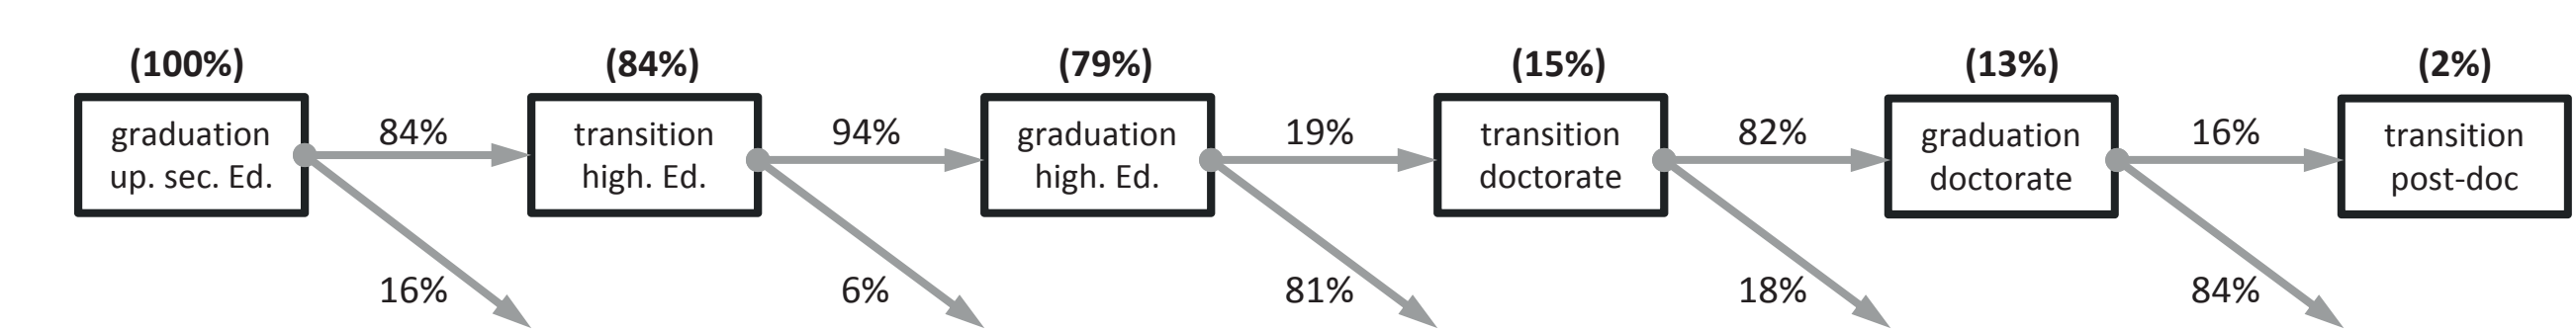 (100%) (84%) (79%) (15%) (13%) (2%)
graduation 84% transition 94% graduation 19% transition 82% graduation 16% transition
up. sec. Ed. high. Ed. high. Ed. doctorate doctorate post-doc
16% 6% 81% 18% 84%